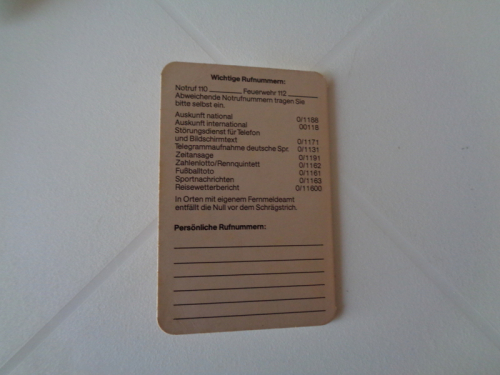 Wichtige Rufnummern:
Notruf 110 ________ Feuerwehr 112 ________
Abweichende Notrufnummern tragen Sie
bitte selbst ein.
Auskunft national 0/1188
Auskunft international 00118
Störungsdienst für Telefon
und Bildschirmtext 0/1171
Telegrammaufnahme deutsche Spr. 0/1131
Zeitansage 0/1191
Zahlenlotto/Rennquintett 0/1162
Fußballtoto 0/1161
Sportnachrichten 0/1163
Reisewetterbericht 0/11600
In Orten mit eigenem Fernmeldeamt
entfällt die Null vor dem Schrägstrich.
Persönliche Rufnummern: